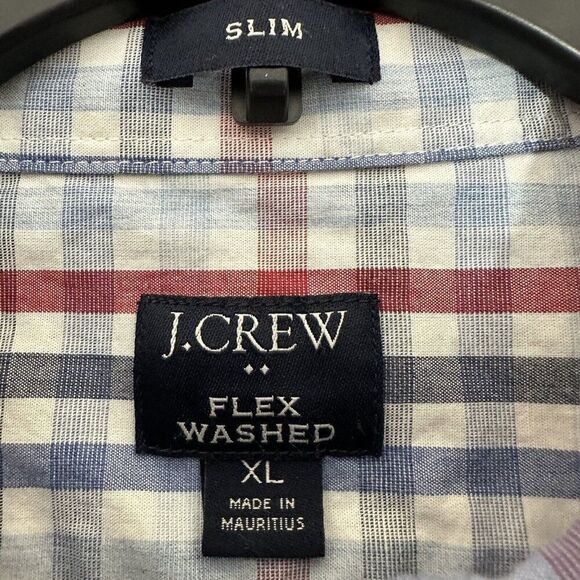 SLIM
J.CREW
FLEX
WASHED
XL
MADE IN
MAURITIUS